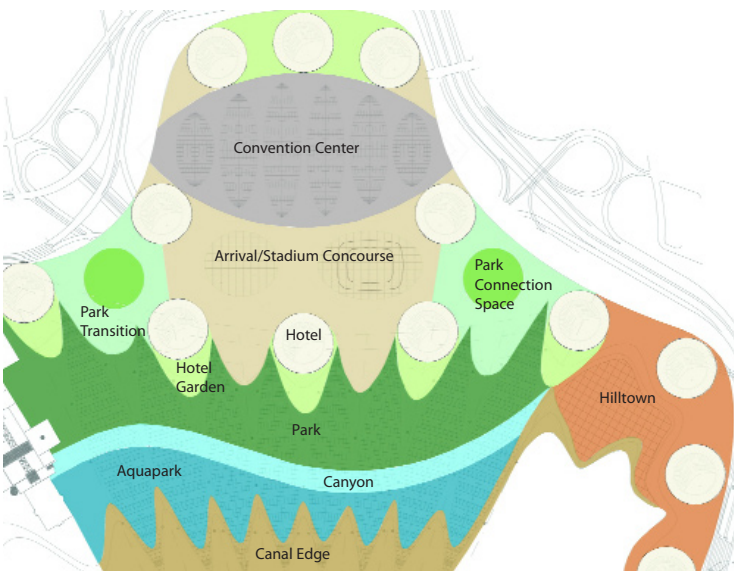 Convention Center
Arrival/Stadium Concourse
Park
Connection
Space
Park
Transition
Hotel
Hotel
Garden
Hilltown
Park
Aquapark
Canyon
Canal Edge